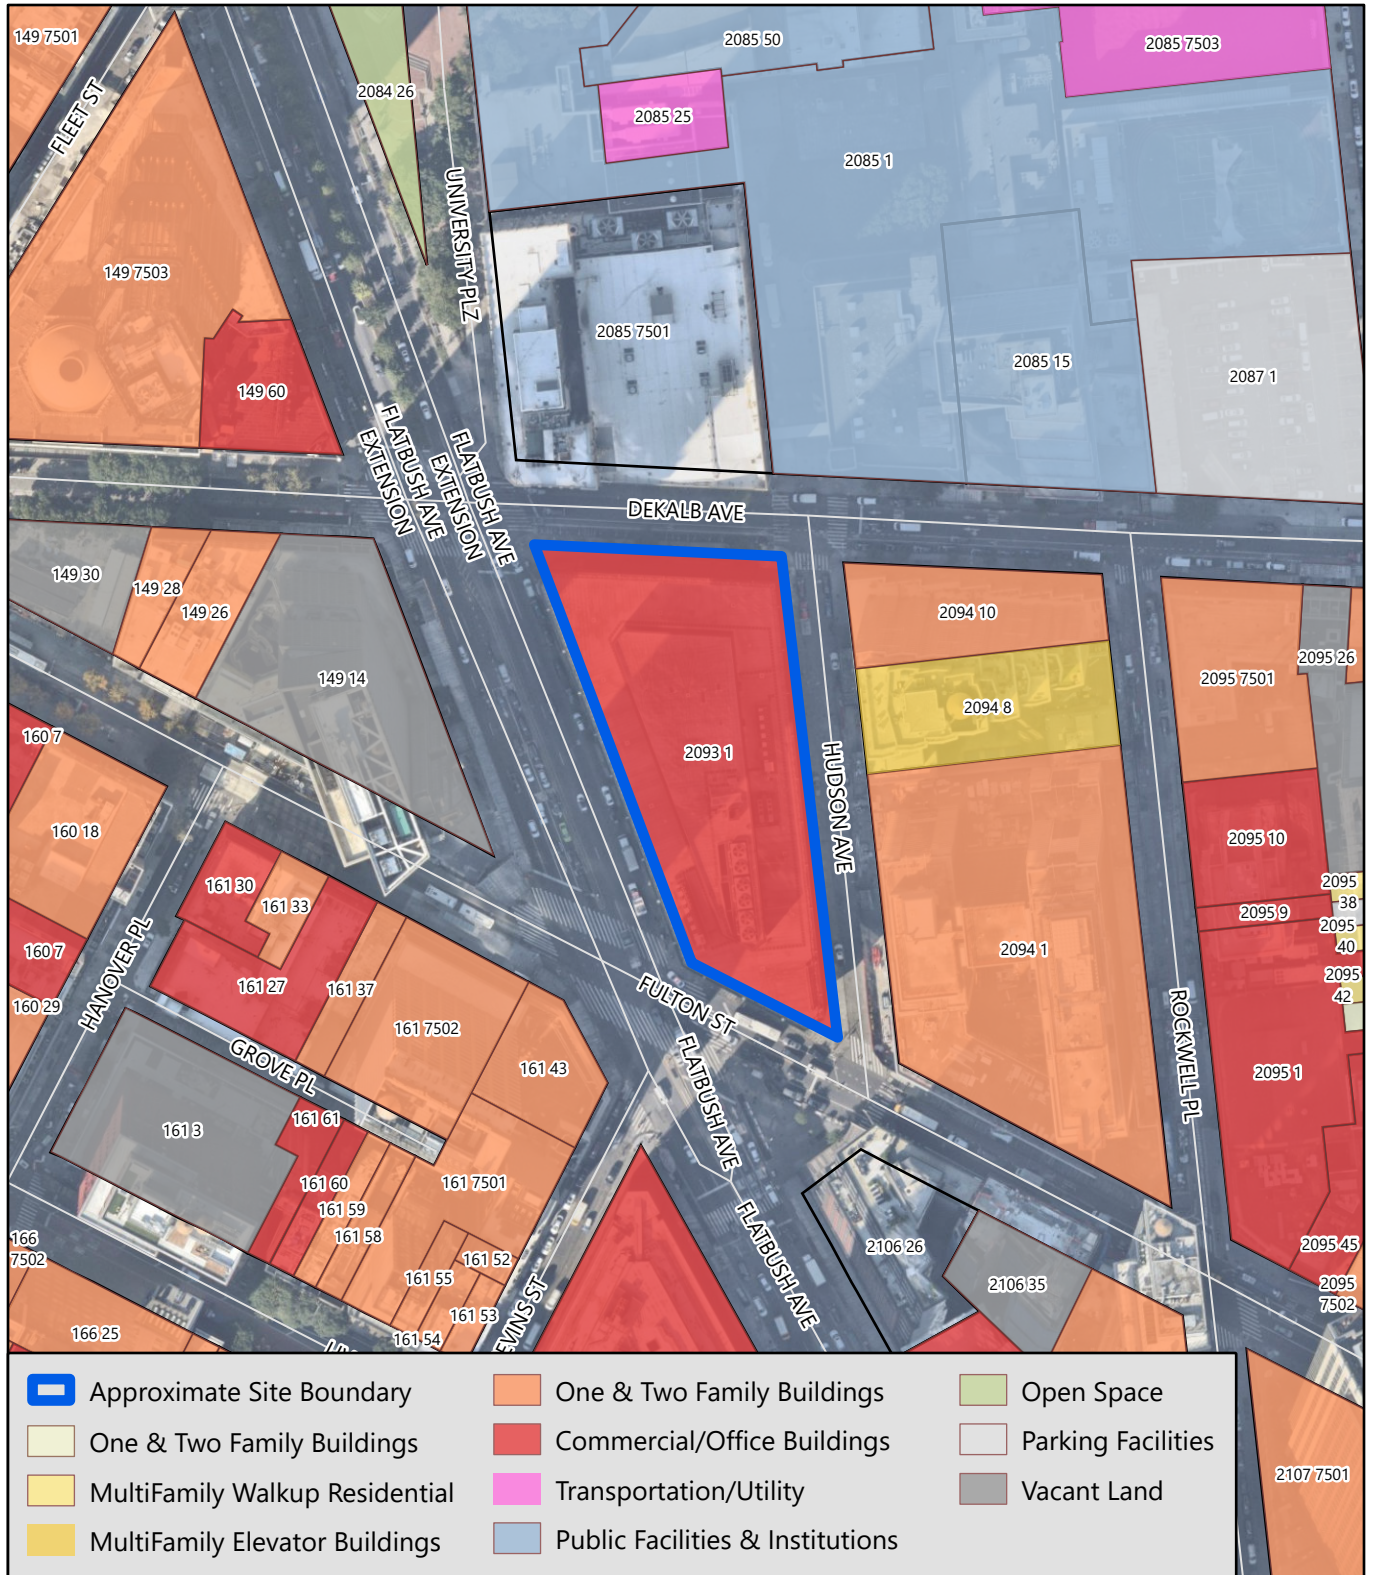 149 7501
2085 50
2085 7503
FLEET ST
2084 26
2085 25
2085 1
UNIVERSITY PLZ
149 7503
2085 7501
2085 15
2087 1
149 60
FLATBUSH AVE
EXTENSION
FLATBUSH AVE
EXTENSION
DEKALB AVE
149 30
149 28
149 26
2094 10
149 14
2095 26
2095 7501
2094 8
160 7
2093 1
HUDSON AVE
160 18
2095 10
161 30
161 33
2095
38
2095 9
2095
40
160 7
2094 1
HANOVER PL
161 27
161 37
2095
42
160 29
FULTON ST
161 7502
ROCKWELL PL
GROVE PL
161 43
2095 1
FLATBUSH AVE
161 61
161 3
161 60
161 7501
161 59
161 58
166
7502
2106 26
2095 45
161 52
161 55
FLATBUSH AVE
2106 35
2095
7502
161 53
EVINS ST
166 25
161 54
2107 7501
Approximate Site Boundary
One & Two Family Buildings
MultiFamily Walkup Residential
MultiFamily Elevator Buildings
One & Two Family Buildings
Commercial/Office Buildings
Transportation/Utility
Public Facilities & Institutions
Open Space
Parking Facilities
Vacant Land